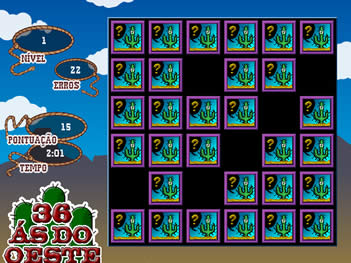 1
NÍVEL
22
ERROS
15
PONTUAÇÃO
2:01
TEMPO
36
ÁS DO
OESTE
? ? ? ? ? ?
? ? ? ?
? ? ? ? ?
? ? ? ? ?
? ? ? ?
? ? ? ? ? ?